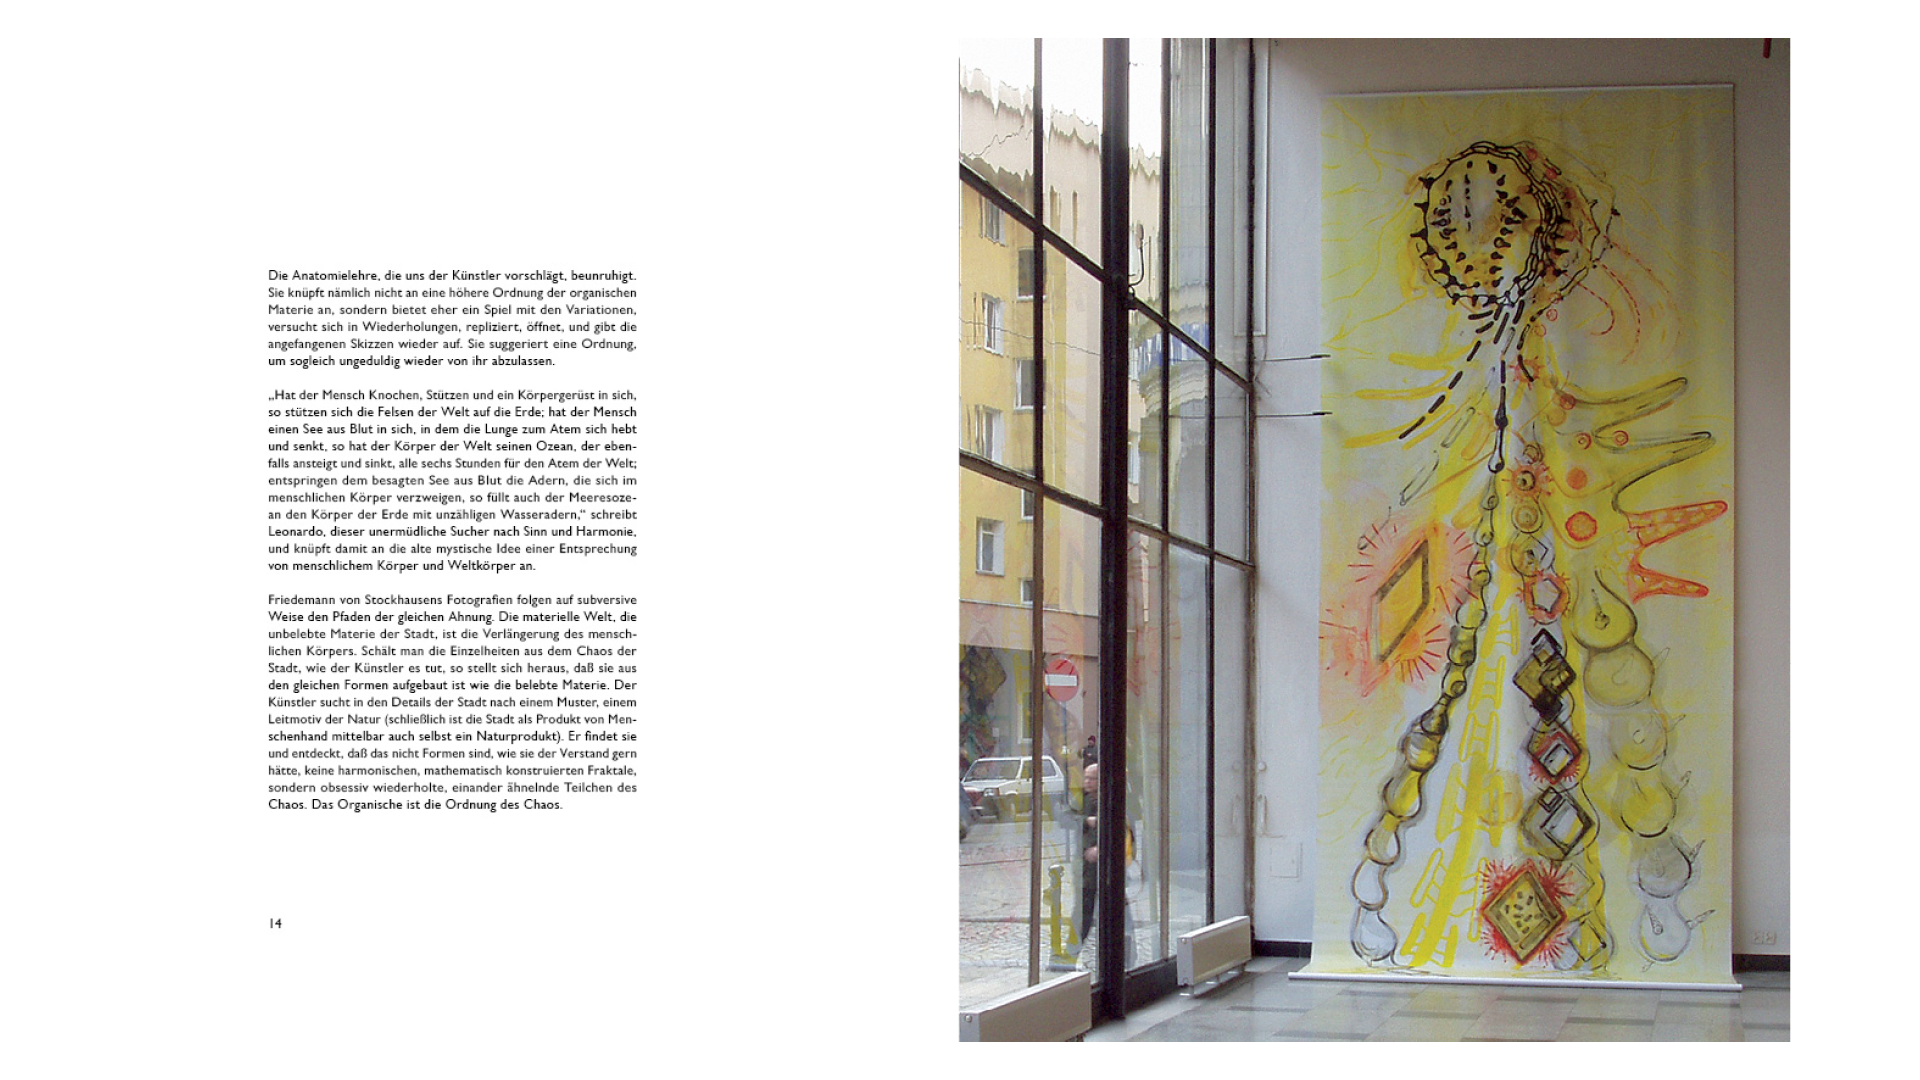 Die Anatomielehre, die uns der Künstler vorschlägt, beunruhigt.
Sie knüpft nämlich nicht an eine höhere Ordnung der organischen
Materie an, sondern bietet eher ein Spiel mit den Variationen,
versucht sich in Wiederholungen, repliziert, öffnet, und gibt die
angefangenen Skizzen wieder auf. Sie suggeriert eine Ordnung,
um sogleich ungeduldig wieder von ihr abzulassen.
„Hat der Mensch Knochen, Stützen und ein Körpergerüst in sich,
so stützen sich die Felsen der Welt auf die Erde; hat der Mensch
einen See aus Blut in sich, in dem die Lunge zum Atem sich hebt
und senkt, so hat der Körper der Welt seinen Ozean, der eben-
falls ansteigt und sinkt, alle sechs Stunden für den Atem der Welt;
entspringen dem besagten See aus Blut die Adern, die sich im
menschlichen Körper verzweigen, so füllt auch der Meeresoze-
an den Körper der Erde mit unzähligen Wasseradern,“ schreibt
Leonardo, dieser unermüdliche Sucher nach Sinn und Harmonie,
und knüpft damit an die alte mystische Idee einer Entsprechung
von menschlichem Körper und Weltkörper an.
Friedemann von Stockhausens Fotografien folgen auf subversive
Weise den Pfaden der gleichen Ahnung. Die materielle Welt, die
unbelebte Materie der Stadt, ist die Verlängerung des mensch-
lichen Körpers. Schält man die Einzelheiten aus dem Chaos der
Stadt, wie der Künstler es tut, so stellt sich heraus, daß sie aus
den gleichen Formen aufgebaut ist wie die belebte Materie. Der
Künstler sucht in den Details der Stadt nach einem Muster, einem
Leitmotiv der Natur (schließlich ist die Stadt als Produkt von Men-
schenhand mittelbar auch selbst ein Naturprodukt). Er findet sie
und entdeckt, daß das nicht Formen sind, wie sie der Verstand gern
hätte, keine harmonischen, mathematisch konstruierten Fraktale,
sondern obsessiv wiederholte, einander ähnelnde Teilchen des
Chaos. Das Organische ist die Ordnung des Chaos.
14